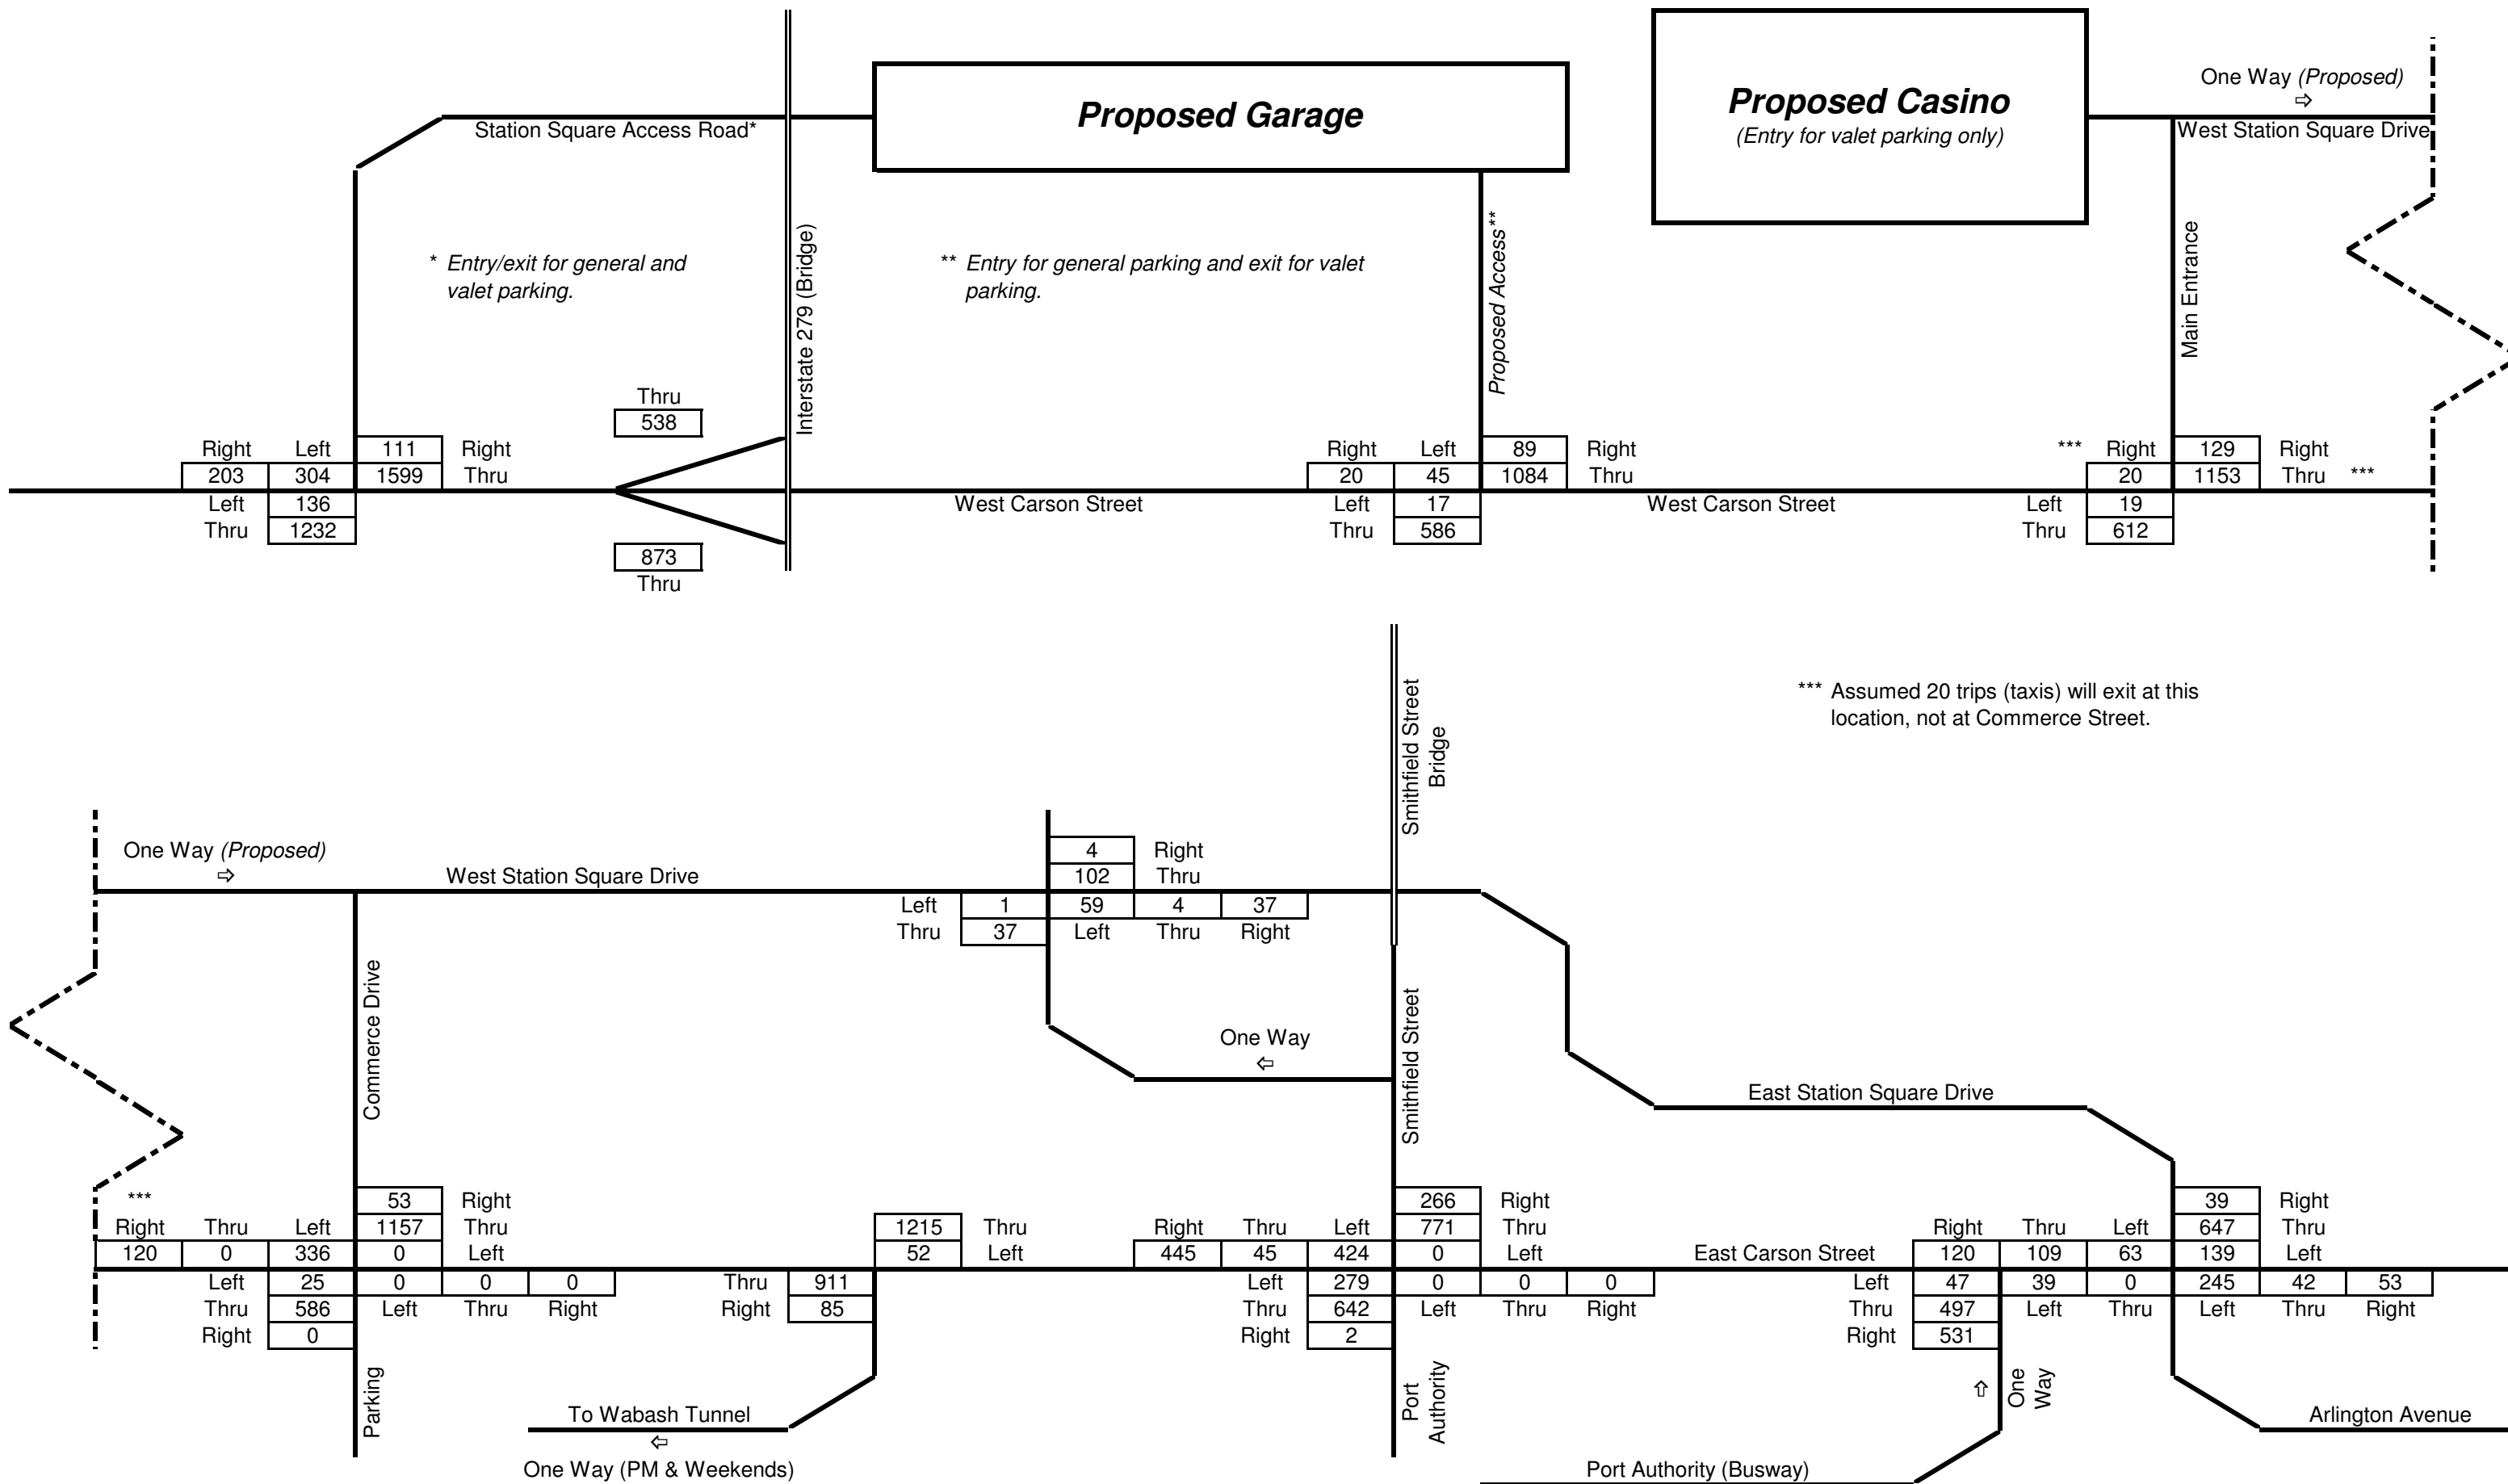 One Way (Proposed)
⇨
Proposed Garage
Proposed Casino
(Entry for valet parking only)
Station Square Access Road*
West Station Square Drive
Interstate 279 (Bridge)
Proposed Access**
Main Entrance
* Entry/exit for general and
valet parking.
** Entry for general parking and exit for valet
parking.
Thru
538
Right Left 111 Right
203 304 1599 Thru
Left 136
Thru 1232
873
Thru
West Carson Street
Right Left 89 Right
20 45 1084 Thru
Left 17
Thru 586
West Carson Street
*** Right 129 Right
20 1153 Thru ***
Left 19
Thru 612
*** Assumed 20 trips (taxis) will exit at this
location, not at Commerce Street.
Smithfield Street
Bridge
One Way (Proposed)
⇨
West Station Square Drive
4 Right
102 Thru
Left 1 59 4 37
Thru 37 Left Thru Right
Commerce Drive
One Way
⇦
Smithfield Street
East Station Square Drive
*** 53 Right
Right Thru Left 1157 Thru
120 0 336 0 Left
Left 25 0 0 0
Thru 586 Left Thru Right
Right 0
1215 Thru
52 Left
Thru 911
Right 85
266 Right
Right Thru Left 771 Thru
445 45 424 0 Left
Left 279 0 0 0
Thru 642 Left Thru Right
Right 2
East Carson Street
39 Right
Right Thru Left 647 Thru
120 109 63 139 Left
Left 47 39 0 245 42 53
Thru 497 Left Thru Left Thru Right
Right 531
Parking
To Wabash Tunnel
⇦
One Way (PM & Weekends)
Port
Authority
⇧
One
Way
Arlington Avenue
Port Authority (Busway)